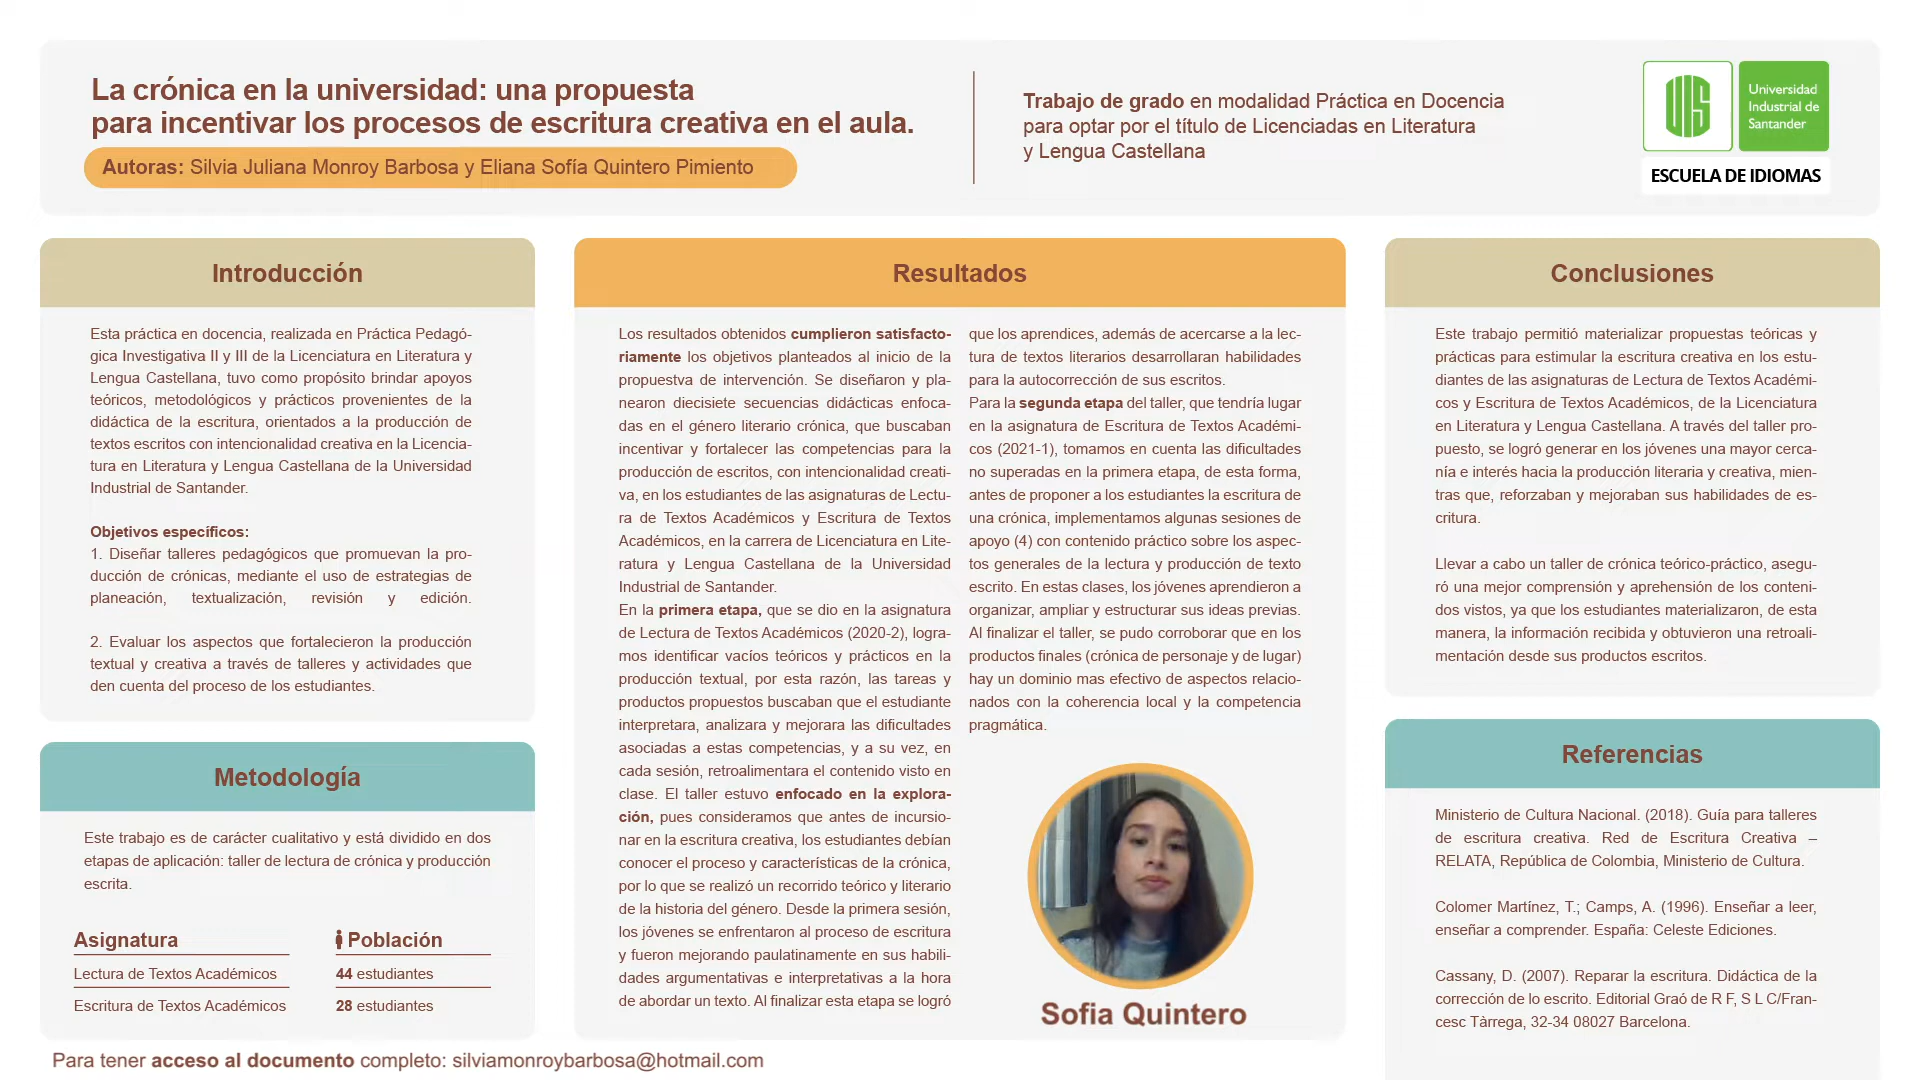 La crónica en la universidad: una propuesta
para incentivar los procesos de escritura creativa en el aula.
Autoras: Silvia Juliana Monroy Barbosa y Eliana Sofía Quintero Pimiento
Trabajo de grado en modalidad Práctica en Docencia
para optar por el título de Licenciadas en Literatura
y Lengua Castellana
UIS
Universidad
Industrial de
Santander
ESCUELA DE IDIOMAS
Introducción
Esta práctica en docencia, realizada en Práctica Pedagó-
gica Investigativa II y III de la Licenciatura en Literatura y
Lengua Castellana, tuvo como propósito brindar apoyos
teóricos, metodológicos y prácticos provenientes de la
didáctica de la escritura, orientados a la producción de
textos escritos con intencionalidad creativa en la Licencia-
tura en Literatura y Lengua Castellana de la Universidad
Industrial de Santander.
Objetivos específicos:
1. Diseñar talleres pedagógicos que promuevan la pro-
ducción de crónicas, mediante el uso de estrategias de
planeación, textualización, revisión y edición.
2. Evaluar los aspectos que fortalecieron la producción
textual y creativa a través de talleres y actividades que
den cuenta del proceso de los estudiantes.
Metodología
Este trabajo es de carácter cualitativo y está dividido en dos
etapas de aplicación: taller de lectura de crónica y producción
escrita.
Asignatura Población
Lectura de Textos Académicos 44 estudiantes
Escritura de Textos Académicos 28 estudiantes
Resultados
Los resultados obtenidos cumplieron satisfacto-
riamente los objetivos planteados al inicio de la
propuestva de intervención. Se diseñaron y pla-
nearon diecisiete secuencias didácticas enfoca-
das en el género literario crónica, que buscaban
incentivar y fortalecer las competencias para la
producción de escritos, con intencionalidad creati-
va, en los estudiantes de las asignaturas de Lectu-
ra de Textos Académicos y Escritura de Textos
Académicos, en la carrera de Licenciatura en Lite-
ratura y Lengua Castellana de la Universidad
Industrial de Santander.
En la primera etapa, que se dio en la asignatura
de Lectura de Textos Académicos (2020-2), logra-
mos identificar vacíos teóricos y prácticos en la
producción textual, por esta razón, las tareas y
productos propuestos buscaban que el estudiante
interpretara, analizara y mejorara las dificultades
asociadas a estas competencias, y a su vez, en
cada sesión, retroalimentara el contenido visto en
clase. El taller estuvo enfocado en la explora-
ción, pues consideramos que antes de incursio-
nar en la escritura creativa, los estudiantes debían
conocer el proceso y características de la crónica,
por lo que se realizó un recorrido teórico y literario
de la historia del género. Desde la primera sesión,
los jóvenes se enfrentaron al proceso de escritura
y fueron mejorando paulatinamente en sus habili-
dades argumentativas e interpretativas a la hora
de abordar un texto. Al finalizar esta etapa se logró
que los aprendices, además de acercarse a la lec-
tura de textos literarios desarrollaran habilidades
para la autocorrección de sus escritos.
Para la segunda etapa del taller, que tendría lugar
en la asignatura de Escritura de Textos Académi-
cos (2021-1), tomamos en cuenta las dificultades
no superadas en la primera etapa, de esta forma,
antes de proponer a los estudiantes la escritura de
una crónica, implementamos algunas sesiones de
apoyo (4) con contenido práctico sobre los aspec-
tos generales de la lectura y producción de texto
escrito. En estas clases, los jóvenes aprendieron a
organizar, ampliar y estructurar sus ideas previas.
Al finalizar el taller, se pudo corroborar que en los
productos finales (crónica de personaje y de lugar)
hay un dominio mas efectivo de aspectos relacio-
nados con la coherencia local y la competencia
pragmática.
Sofia Quintero
Conclusiones
Este trabajo permitió materializar propuestas teóricas y
prácticas para estimular la escritura creativa en los estu-
diantes de las asignaturas de Lectura de Textos Académi-
cos y Escritura de Textos Académicos, de la Licenciatura
en Literatura y Lengua Castellana. A través del taller pro-
puesto, se logró generar en los jóvenes una mayor cerca-
nía e interés hacia la producción literaria y creativa, mien-
tras que, reforzaban y mejoraban sus habilidades de es-
critura.
Llevar a cabo un taller de crónica teórico-práctico, asegu-
ró una mejor comprensión y aprehensión de los conteni-
dos vistos, ya que los estudiantes materializaron, de esta
manera, la información recibida y obtuvieron una retroali-
mentación desde sus productos escritos.
Referencias
Ministerio de Cultura Nacional. (2018). Guía para talleres
de escritura creativa. Red de Escritura Creativa –
RELATA, República de Colombia, Ministerio de Cultura.
Colomer Martínez, T.; Camps, A. (1996). Enseñar a leer,
enseñar a comprender. España: Celeste Ediciones.
Cassany, D. (2007). Reparar la escritura. Didáctica de la
corrección de lo escrito. Editorial Graó de R F, S L C/Fran-
cesc Tàrrega, 32-34 08027 Barcelona.
Para tener acceso al documento completo: silviamonroybarbosa@hotmail.com